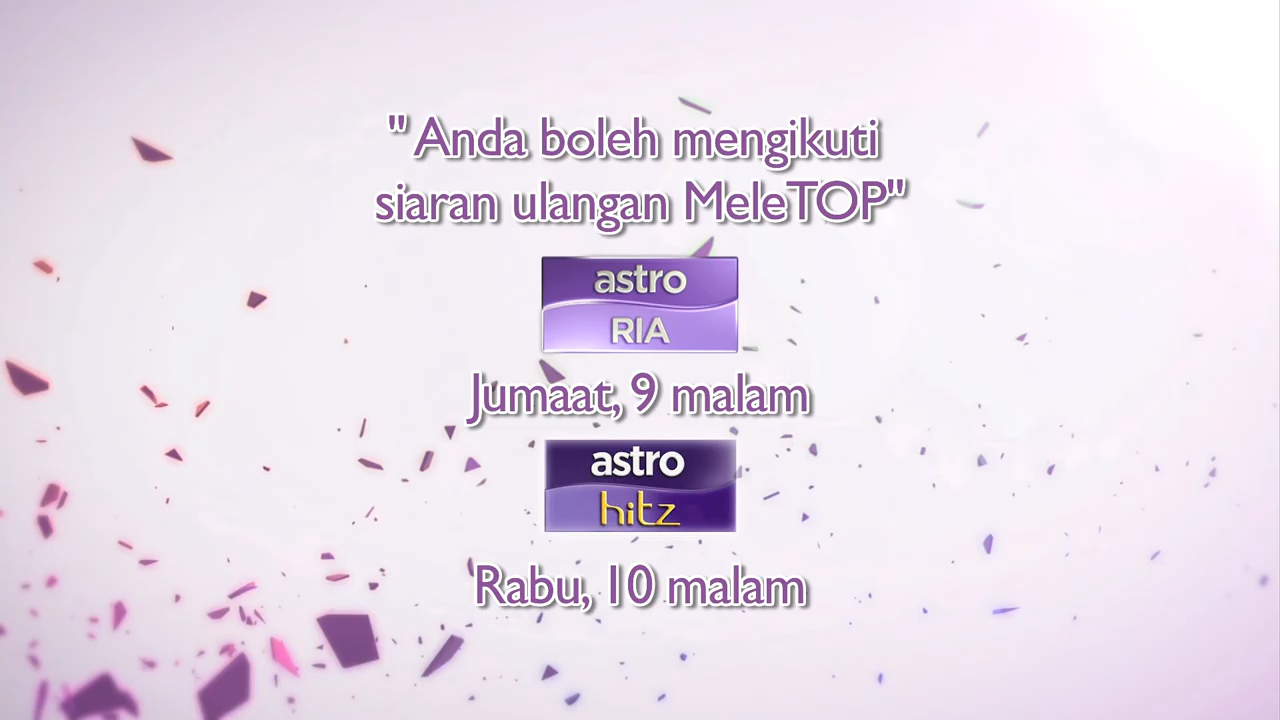 " Anda boleh mengikuti
siaran ulangan MeleTOP"
astro
RIA
Jumaat, 9 malam
astro
hitz
Rabu, 10 malam